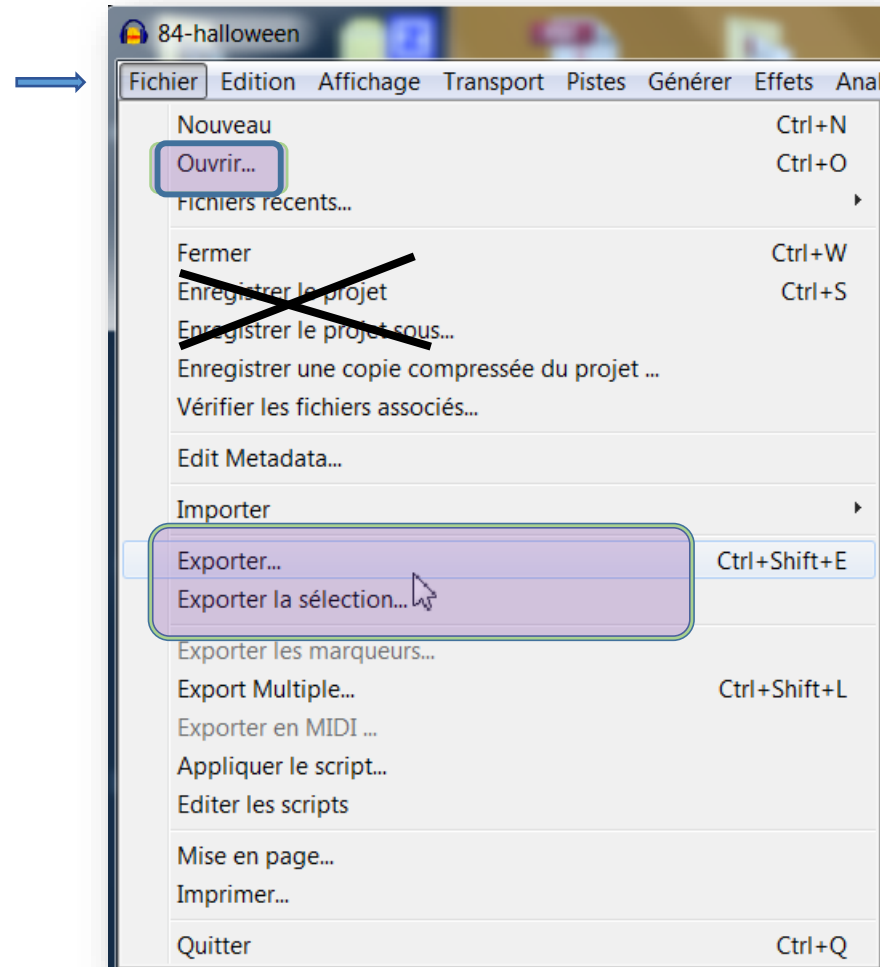 84-halloween
Fichier Edition Affichage Transport Pistes Générer Effets Anal
Nouveau Ctrl+N
Ouvrir... Ctrl+O
Fichiers récents...
Fermer Ctrl+W
Enregistrer le projet Ctrl+S
Enregistrer le projet sous...
Enregistrer une copie compressée du projet ...
Vérifier les fichiers associés...
Edit Metadata...
Importer
Exporter... Ctrl+Shift+E
Exporter la sélection...
Exporter les marqueurs...
Export Multiple... Ctrl+Shift+L
Exporter en MIDI ...
Appliquer le script...
Editer les scripts
Mise en page...
Imprimer...
Quitter Ctrl+Q